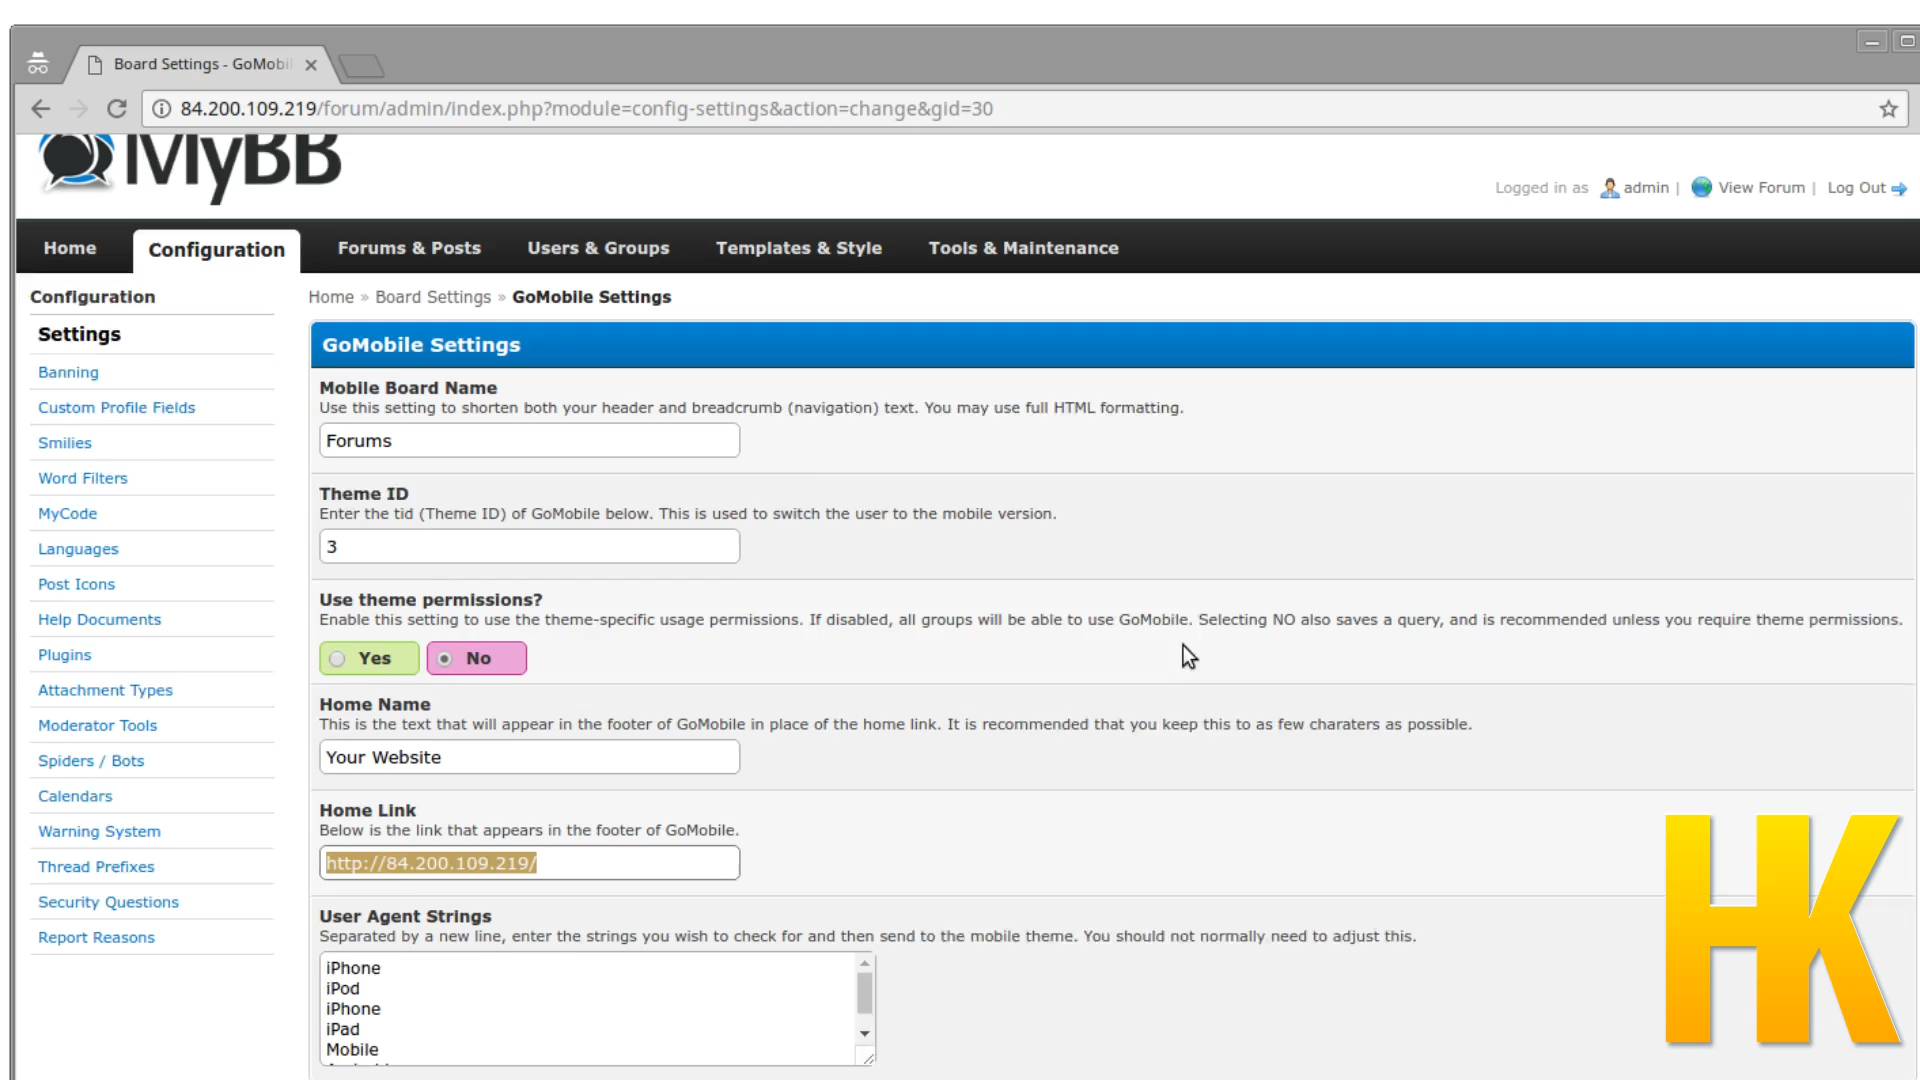 Board Settings - GoMobil
84.200.109.219/forum/admin/index.php?module=config-settings&action=change&gid=30
MyBB
Logged in as admin | View Forum | Log Out
Home Configuration Forums & Posts Users & Groups Templates & Style Tools & Maintenance
Configuration
Settings
Banning
Custom Profile Fields
Smilies
Word Filters
MyCode
Languages
Post Icons
Help Documents
Plugins
Attachment Types
Moderator Tools
Spiders / Bots
Calendars
Warning System
Thread Prefixes
Security Questions
Report Reasons
Home » Board Settings » GoMobile Settings
GoMobile Settings
Mobile Board Name
Use this setting to shorten both your header and breadcrumb (navigation) text. You may use full HTML formatting.
Forums
Theme ID
Enter the tid (Theme ID) of GoMobile below. This is used to switch the user to the mobile version.
3
Use theme permissions?
Enable this setting to use the theme-specific usage permissions. If disabled, all groups will be able to use GoMobile. Selecting NO also saves a query, and is recommended unless you require theme permissions.
Yes No
Home Name
This is the text that will appear in the footer of GoMobile in place of the home link. It is recommended that you keep this to as few charaters as possible.
Your Website
Home Link
Below is the link that appears in the footer of GoMobile.
http://84.200.109.219/
User Agent Strings
Separated by a new line, enter the strings you wish to check for and then send to the mobile theme. You should not normally need to adjust this.
iPhone
iPod
iPhone
iPad
Mobile
HK